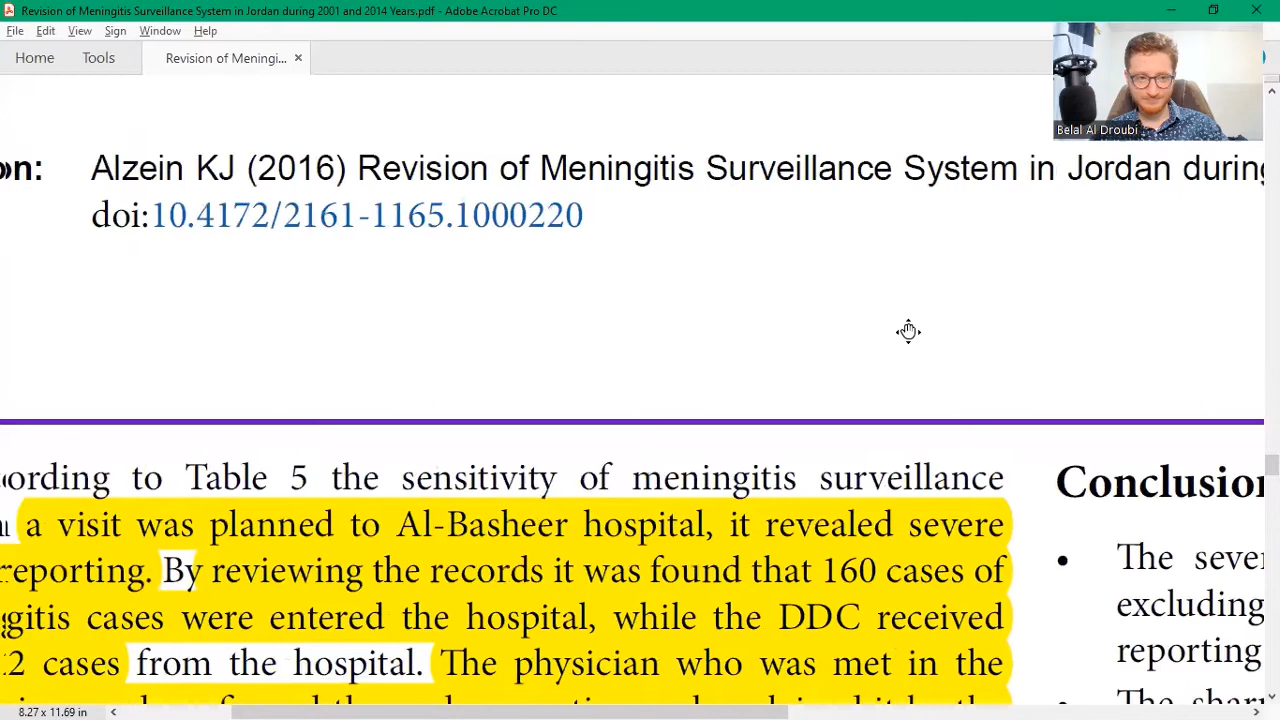 Revision of Meningitis Surveillance System in Jordan during 2001 and 2014 Years.pdf - Adobe Acrobat Pro DC
File Edit View Sign Window Help
Home Tools Revision of Meningi... ×
Belal Al Droubi
on: Alzein KJ (2016) Revision of Meningitis Surveillance System in Jordan during
doi:10.4172/2161-1165.1000220
cording to Table 5 the sensitivity of meningitis surveillance
a visit was planned to Al-Basheer hospital, it revealed severe
reporting. By reviewing the records it was found that 160 cases of
gitis cases were entered the hospital, while the DDC received
2 cases from the hospital. The physician who was met in the
Conclusion
• The seve
excluding
reporting
• The shar
8.27 x 11.69 in